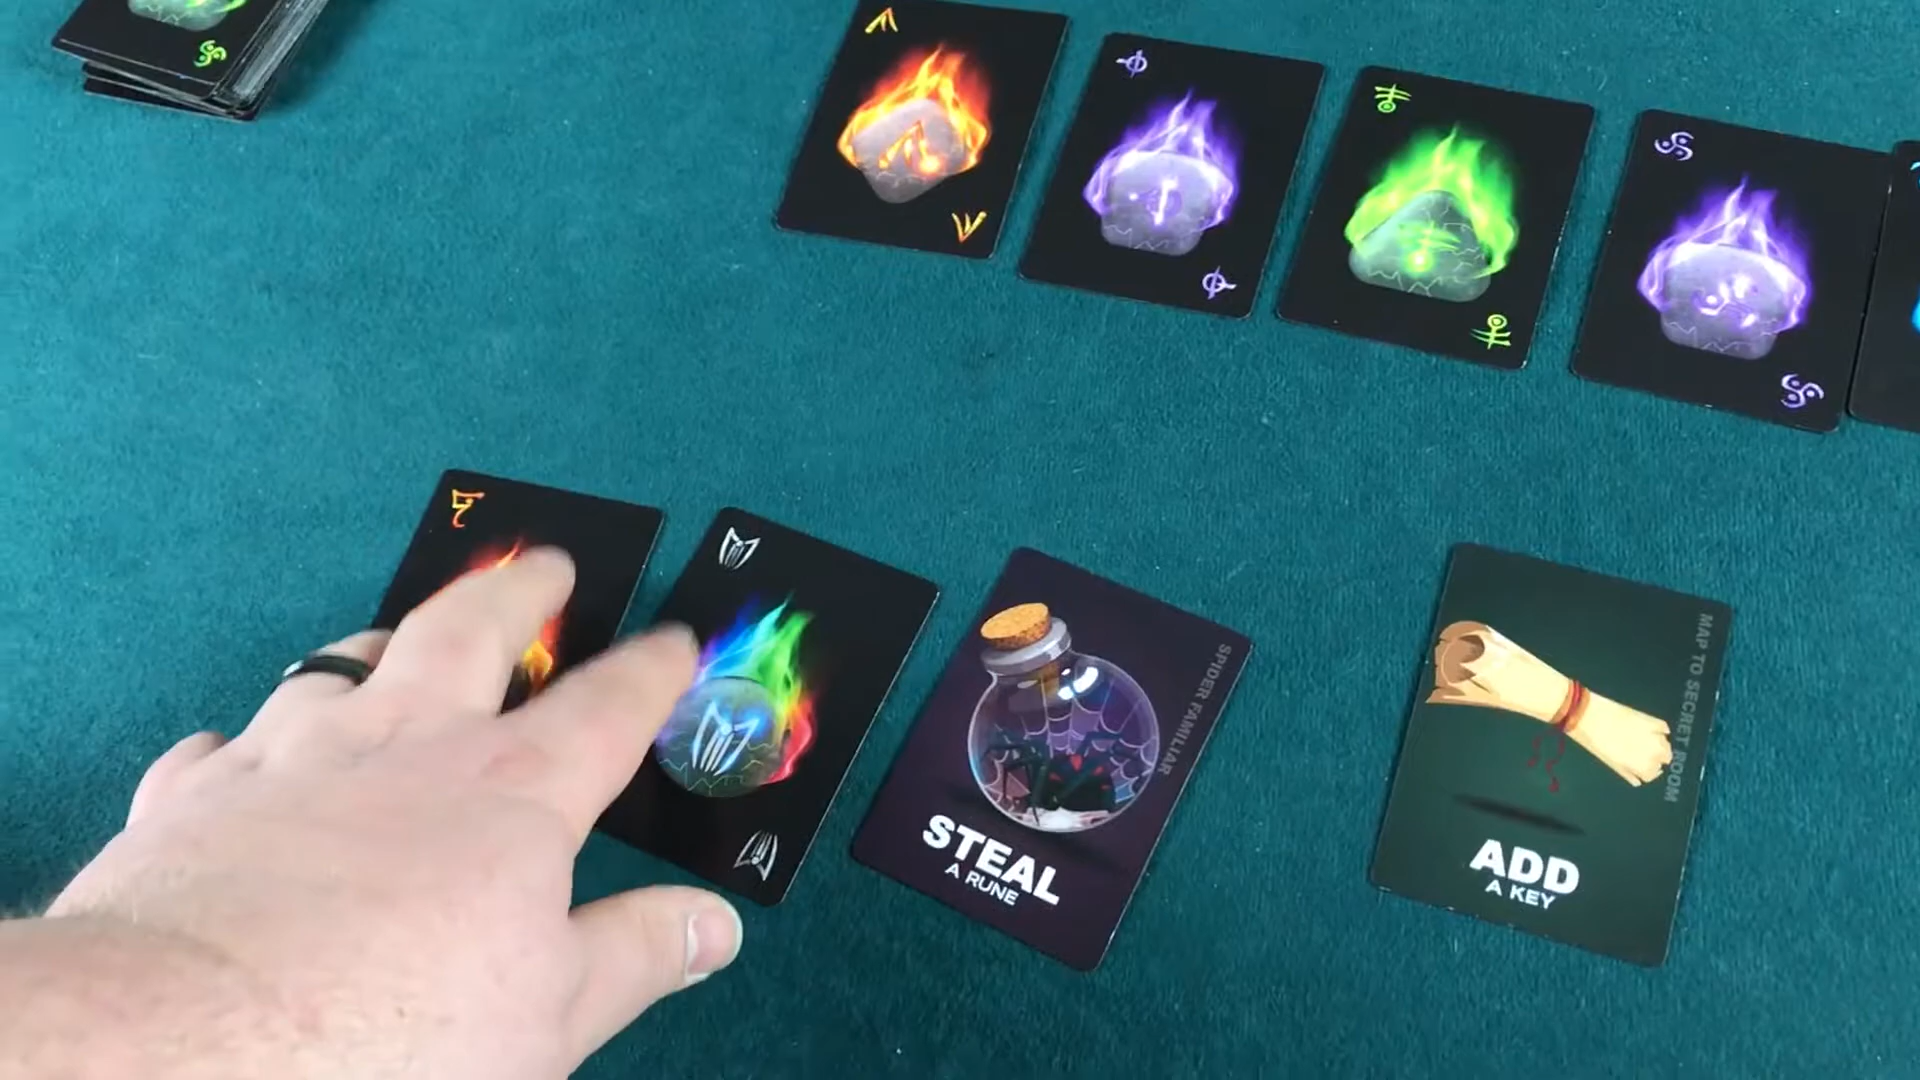 SPIDER FAMILIAR
STEAL
A RUNE
MAP TO SECRET ROOM
ADD
A KEY